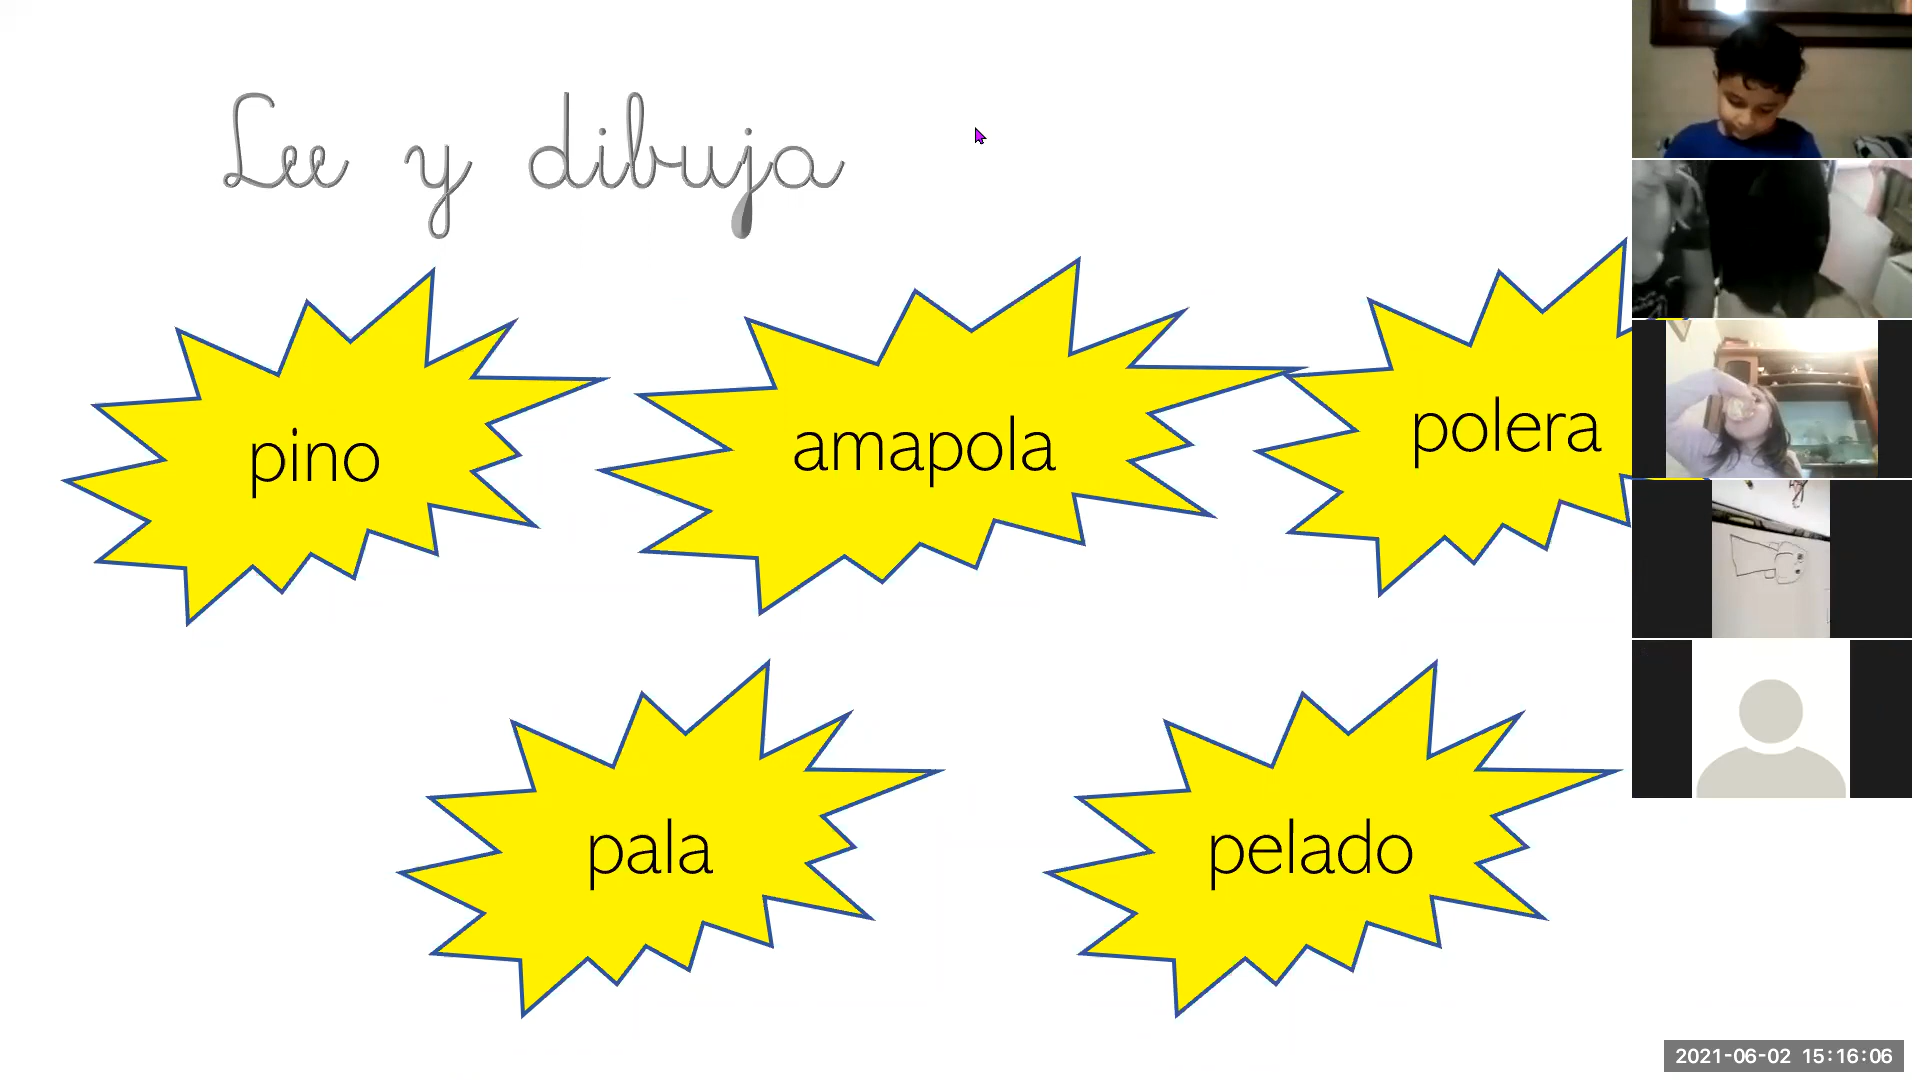 Lee y dibuja
pino
amapola
polera
pala
pelado
2021-06-02 15:16:06